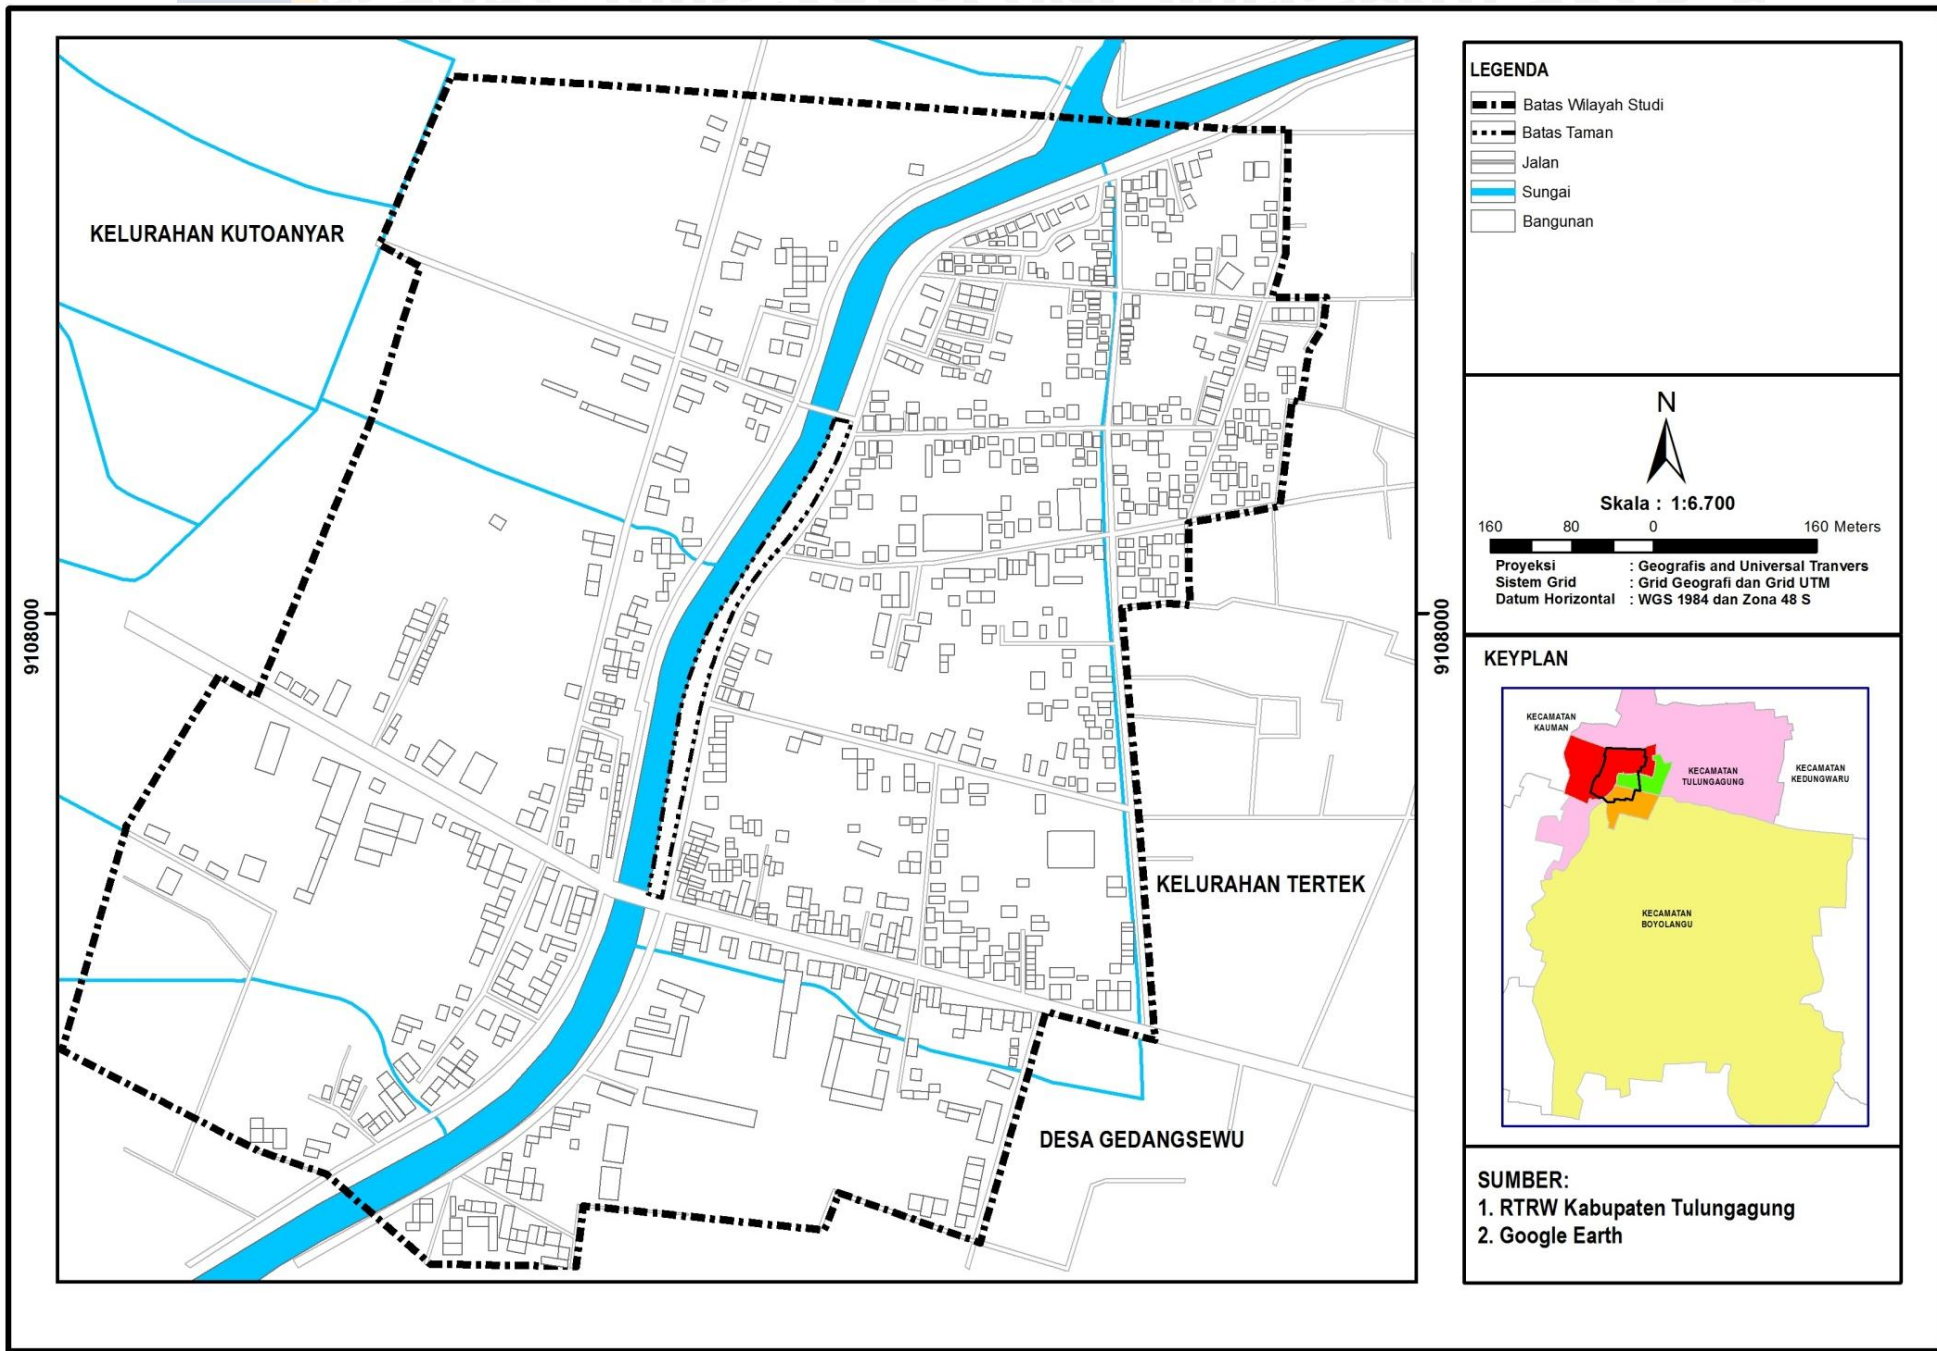 KELURAHAN KUTOANYAR
KELURAHAN TERTEK
DESA GEDANGSEWU
9108000
9108000
LEGENDA
Batas Wilayah Studi
Batas Taman
Jalan
Sungai
Bangunan
N
Skala : 1:6.700
160 80 0 160 Meters
Proyeksi : Geografis and Universal Tranvers
Sistem Grid : Grid Geografi dan Grid UTM
Datum Horizontal : WGS 1984 dan Zona 48 S
KEYPLAN
KECAMATAN
KAUMAN
KECAMATAN
TULUNGAGUNG
KECAMATAN
KEDUNGWARU
KECAMATAN
BOYOLANGU
SUMBER:
1. RTRW Kabupaten Tulungagung
2. Google Earth